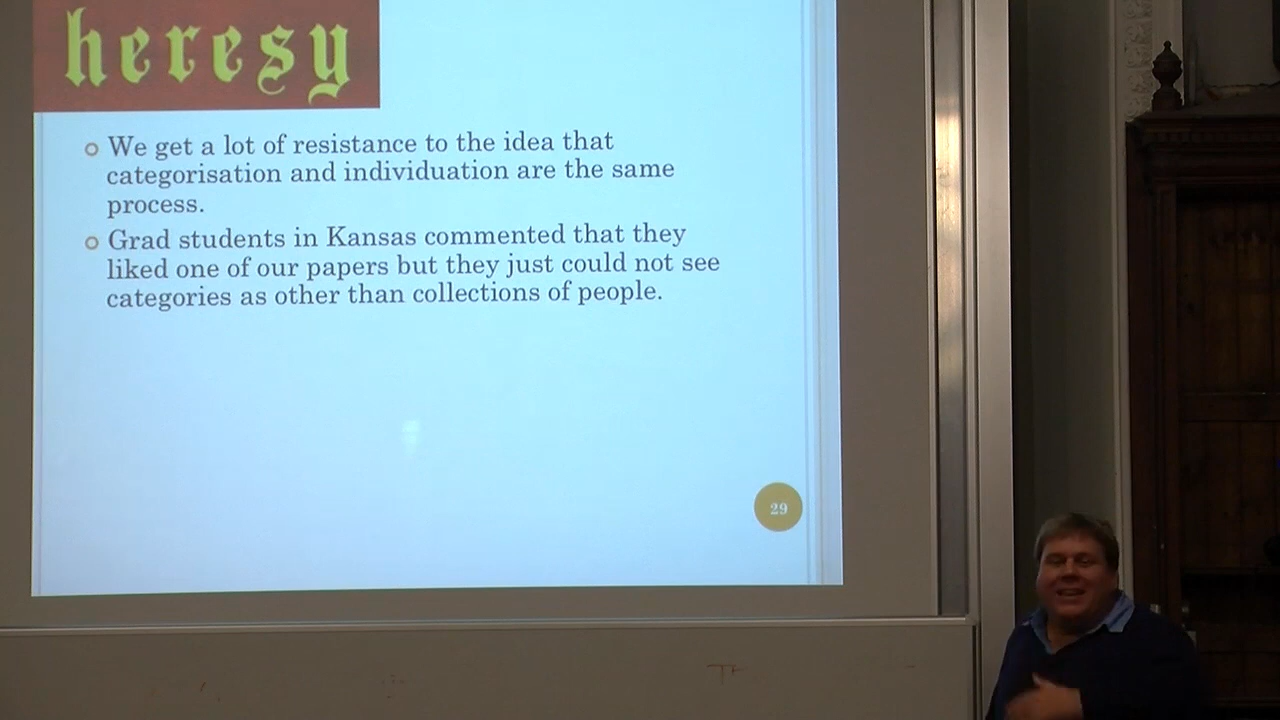 heresy
We get a lot of resistance to the idea that
categorisation and individuation are the same
process.
Grad students in Kansas commented that they
liked one of our papers but they just could not see
categories as other than collections of people.
29